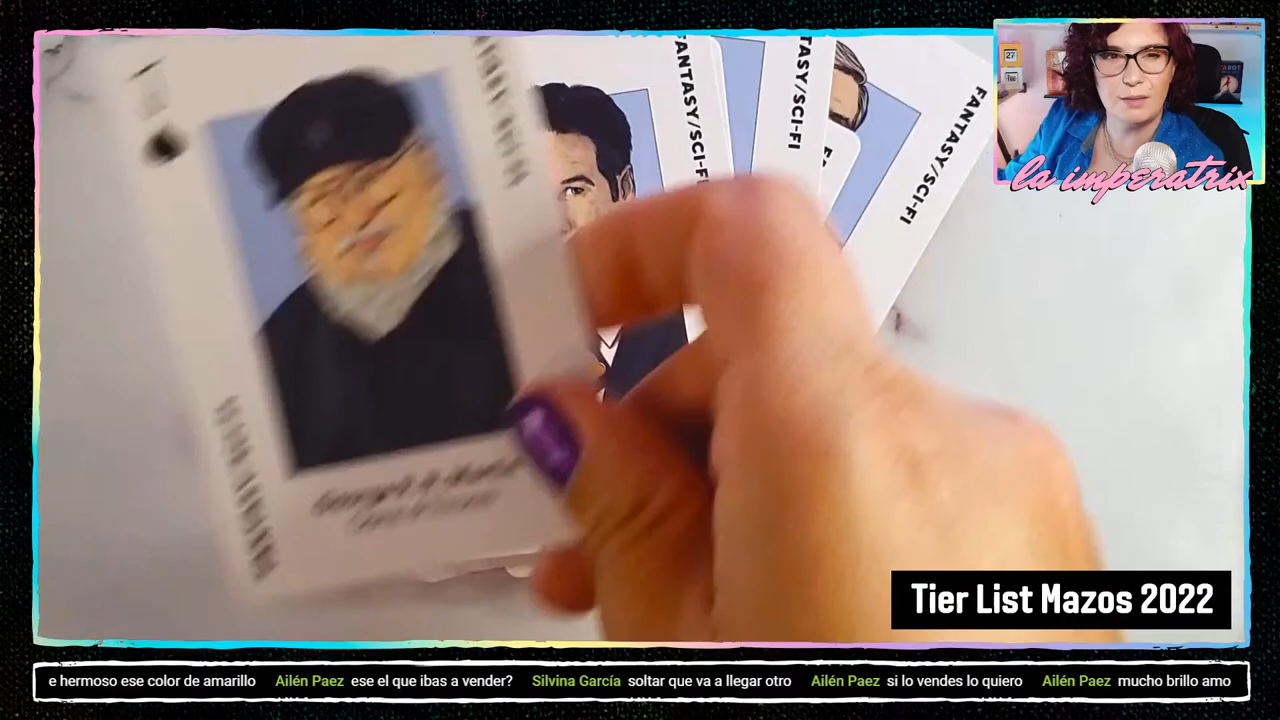 FANTASY/SCI-FI
TASY/SCI-FI
FANTASY/SCI-FI
27
la imperatrix
Tier List Mazos 2022
e hermoso ese color de amarillo Ailén Paez ese el que ibas a vender? Silvina García soltar que va a llegar otro Ailén Paez si lo vendes lo quiero Ailén Paez mucho brillo amo